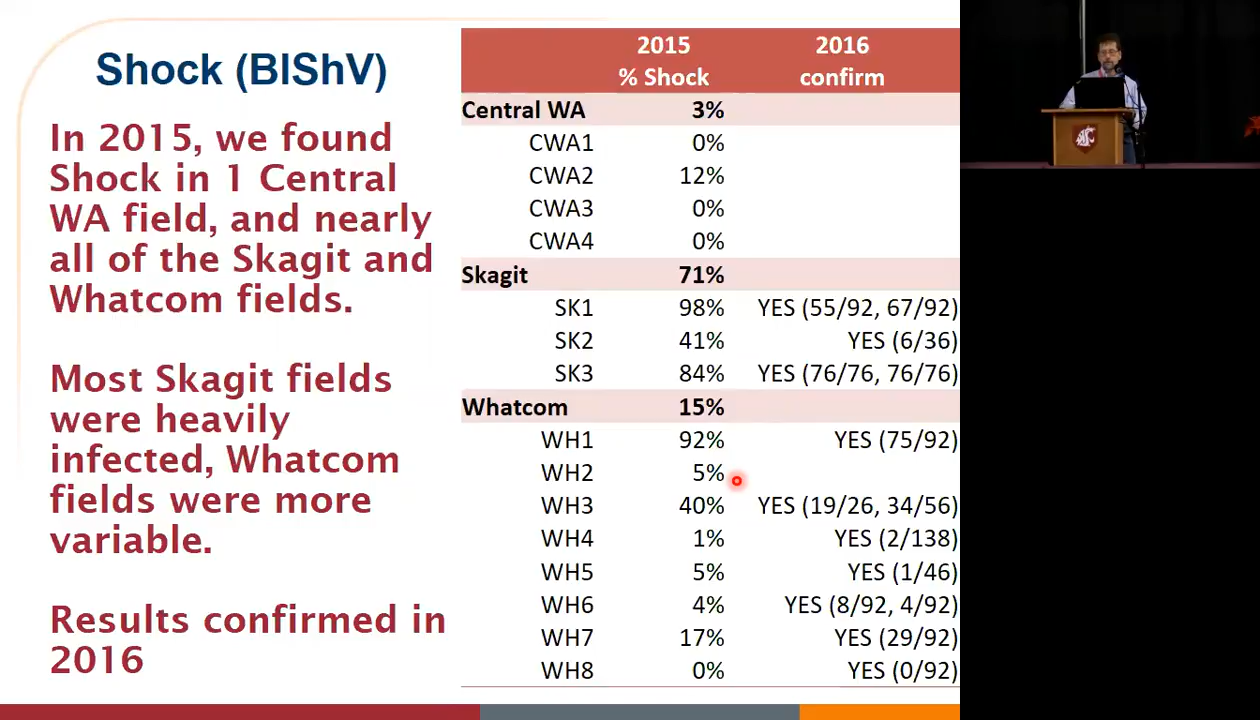 Shock (BlShV)
In 2015, we found
Shock in 1 Central
WA field, and nearly
all of the Skagit and
Whatcom fields.
Most Skagit fields
were heavily
infected, Whatcom
fields were more
variable.
Results confirmed in
2016
2015 2016
% Shock confirm
Central WA 3%
CWA1 0%
CWA2 12%
CWA3 0%
CWA4 0%
Skagit 71%
SK1 98% YES (55/92, 67/92)
SK2 41% YES (6/36)
SK3 84% YES (76/76, 76/76)
Whatcom 15%
WH1 92% YES (75/92)
WH2 5%
WH3 40% YES (19/26, 34/56)
WH4 1% YES (2/138)
WH5 5% YES (1/46)
WH6 4% YES (8/92, 4/92)
WH7 17% YES (29/92)
WH8 0% YES (0/92)